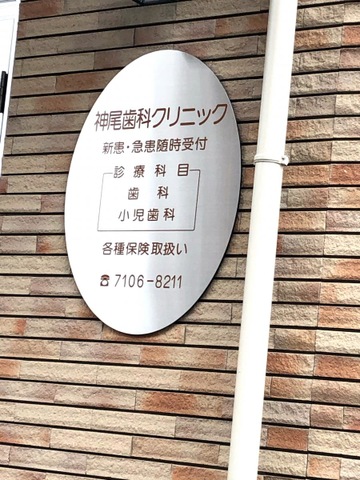 神尾歯科クリニック
新患・急患随時受付
診療科目
歯科
小児歯科
各種保険取扱い
☎7106-8211